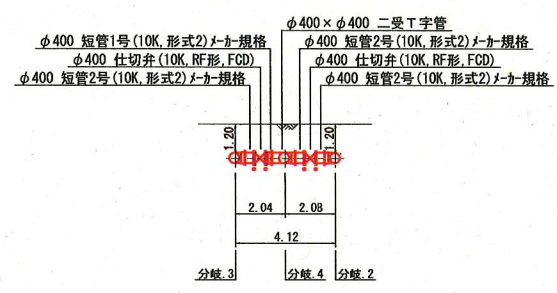 φ400×φ400 二受T字管
φ400 短管1号(10K,形式2)メーカー規格
φ400 短管2号(10K,形式2)メーカー規格
φ400 仕切弁(10K,RF形,FCD)
φ400 仕切弁(10K,RF形,FCD)
φ400 短管2号(10K,形式2)メーカー規格
φ400 短管2号(10K,形式2)メーカー規格
1.20
1.20
2.04
2.08
4.12
分岐.3
分岐.4
分岐.2